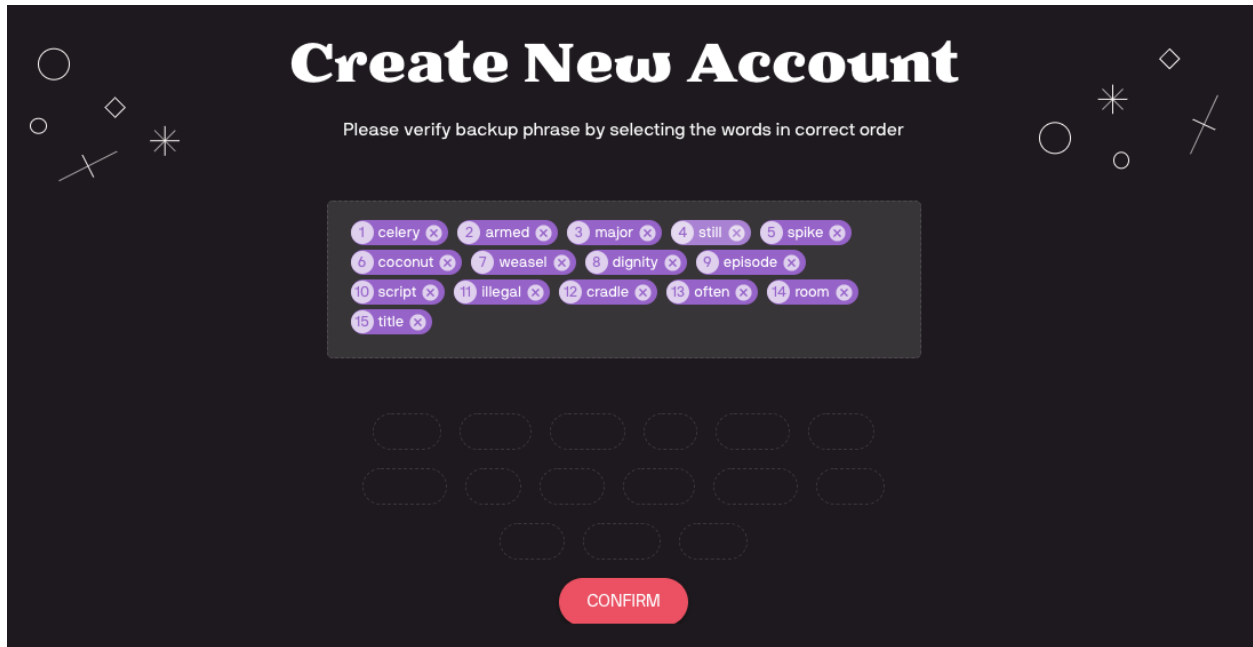 Create New Account
Please verify backup phrase by selecting the words in correct order
1 celery 2 armed 3 major 4 still 5 spike
6 coconut 7 weasel 8 dignity 9 episode
10 script 11 illegal 12 cradle 13 often 14 room
15 title
CONFIRM